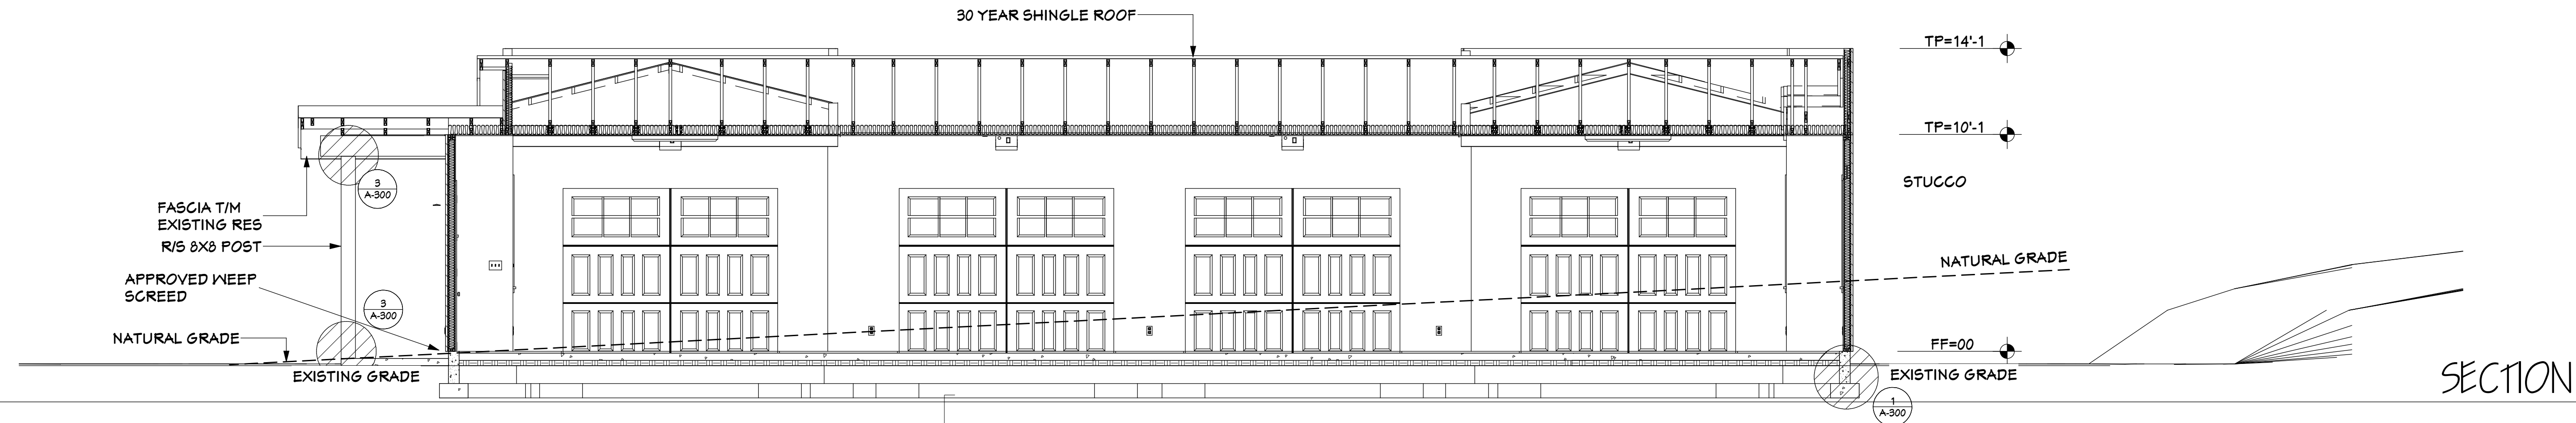 30 YEAR SHINGLE ROOF
TP=14'-1
TP=10'-1
STUCCO
3
A-300
FASCIA T/M
EXISTING RES
R/S 8X8 POST
APPROVED WEEP
SCREED
3
A-300
NATURAL GRADE
NATURAL GRADE
FF=00
EXISTING GRADE
EXISTING GRADE
1
A-300
SECTION